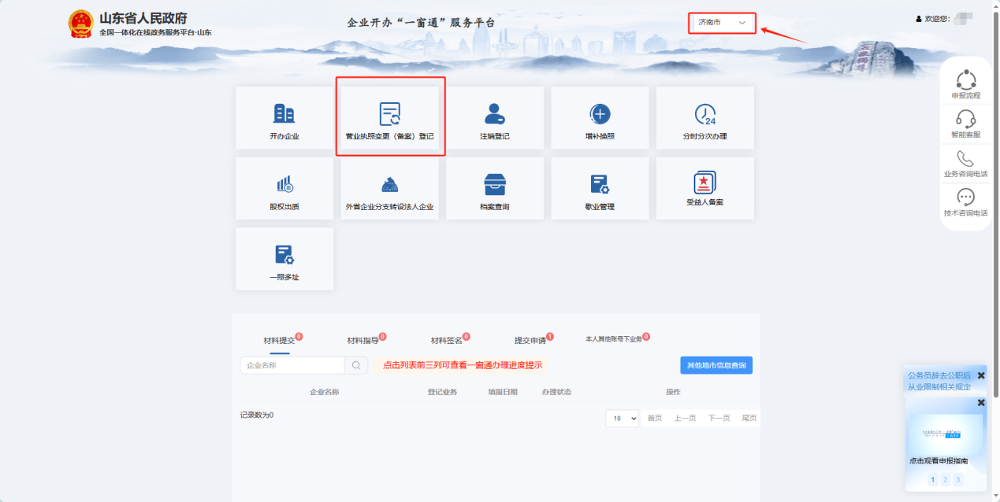 山东省人民政府
全国一体化在线政务服务平台·山东
企业开办“一窗通”服务平台
济南市
欢迎您:
五岳独尊
申报流程
智能客服
业务咨询电话
技术咨询电话
开办企业
营业执照变更（备案）登记
注销登记
增补换照
24
分时分次办理
股权出质
外省企业分支转设法人企业
档案查询
歇业管理
受益人备案
一照多址
材料提交 0
材料指导 0
材料签名 0
提交申请 1
本人其他账号下业务 0
企业名称
点击列表前三列可查看一窗通办理进度提示
其他地市信息查询
企业名称 登记业务 填报日期 办理状态 操作
记录数为0
10 首页 上一页 下一页 尾页
公务员辞去公职后
从业限制相关规定
点击观看申报指南
1 2 3